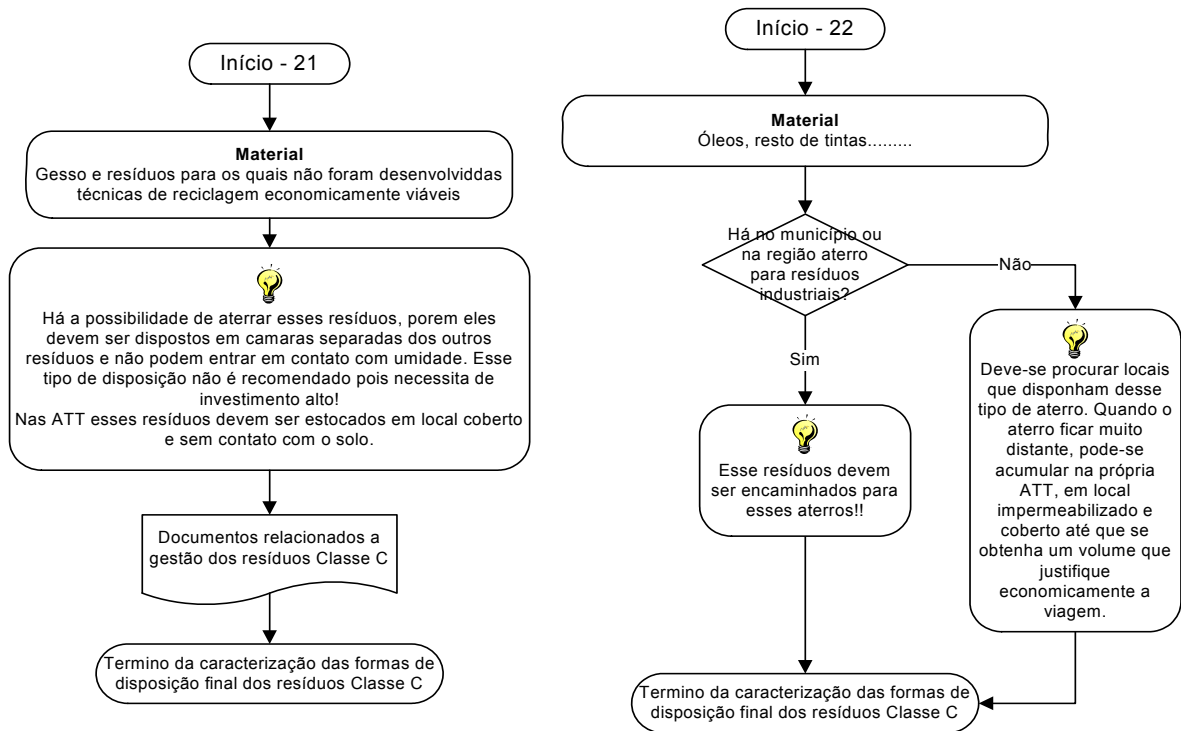 Início - 21
Material
Gesso e resíduos para os quais não foram desenvolviddas
técnicas de reciclagem economicamente viáveis
Há a possibilidade de aterrar esses resíduos, porem eles
devem ser dispostos em camaras separadas dos outros
resíduos e não podem entrar em contato com umidade. Esse
tipo de disposição não é recomendado pois necessita de
investimento alto!
Nas ATT esses resíduos devem ser estocados em local coberto
e sem contato com o solo.
Documentos relacionados a
gestão dos resíduos Classe C
Termino da caracterização das formas de
disposição final dos resíduos Classe C
Início - 22
Material
Óleos, resto de tintas.........
Há no município ou
na região aterro
para resíduos
industriais?
Não
Sim
Esse resíduos devem
ser encaminhados para
esses aterros!!
Deve-se procurar locais
que disponham desse
tipo de aterro. Quando o
aterro ficar muito
distante, pode-se
acumular na própria
ATT, em local
impermeabilizado e
coberto até que se
obtenha um volume que
justifique
economicamente a
viagem.
Termino da caracterização das formas de
disposição final dos resíduos Classe C